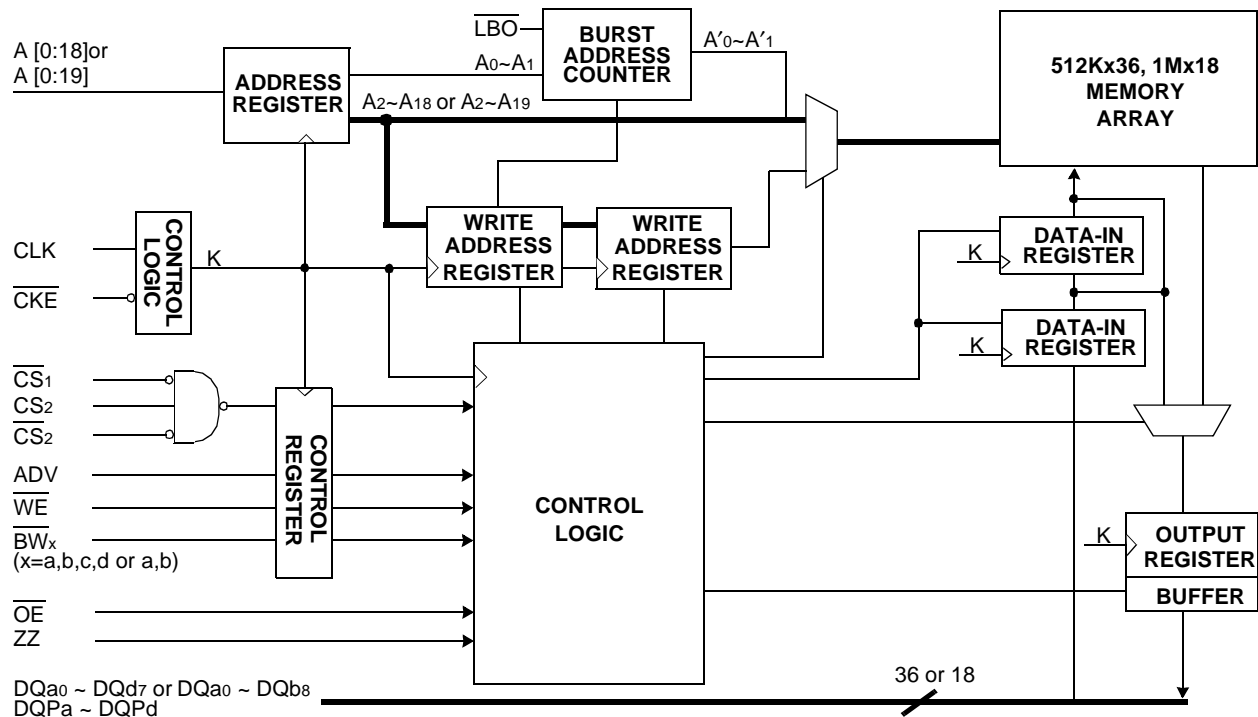 A [0:18]or
A [0:19]
ADDRESS
REGISTER
LBO
BURST
ADDRESS
COUNTER
A0~A1
A′0~A′1
A2~A18 or A2~A19
512Kx36, 1Mx18
MEMORY
ARRAY
WRITE
ADDRESS
REGISTER
WRITE
ADDRESS
REGISTER
DATA-IN
REGISTER
K
DATA-IN
REGISTER
K
CLK
CKE
CONTROL
LOGIC
K
CS1
CS2
CS2
ADV
WE
BWx
(x=a,b,c,d or a,b)
CONTROL
REGISTER
CONTROL
LOGIC
K
OUTPUT
REGISTER
BUFFER
OE
ZZ
DQa0 ~ DQd7 or DQa0 ~ DQb8
DQPa ~ DQPd
36 or 18